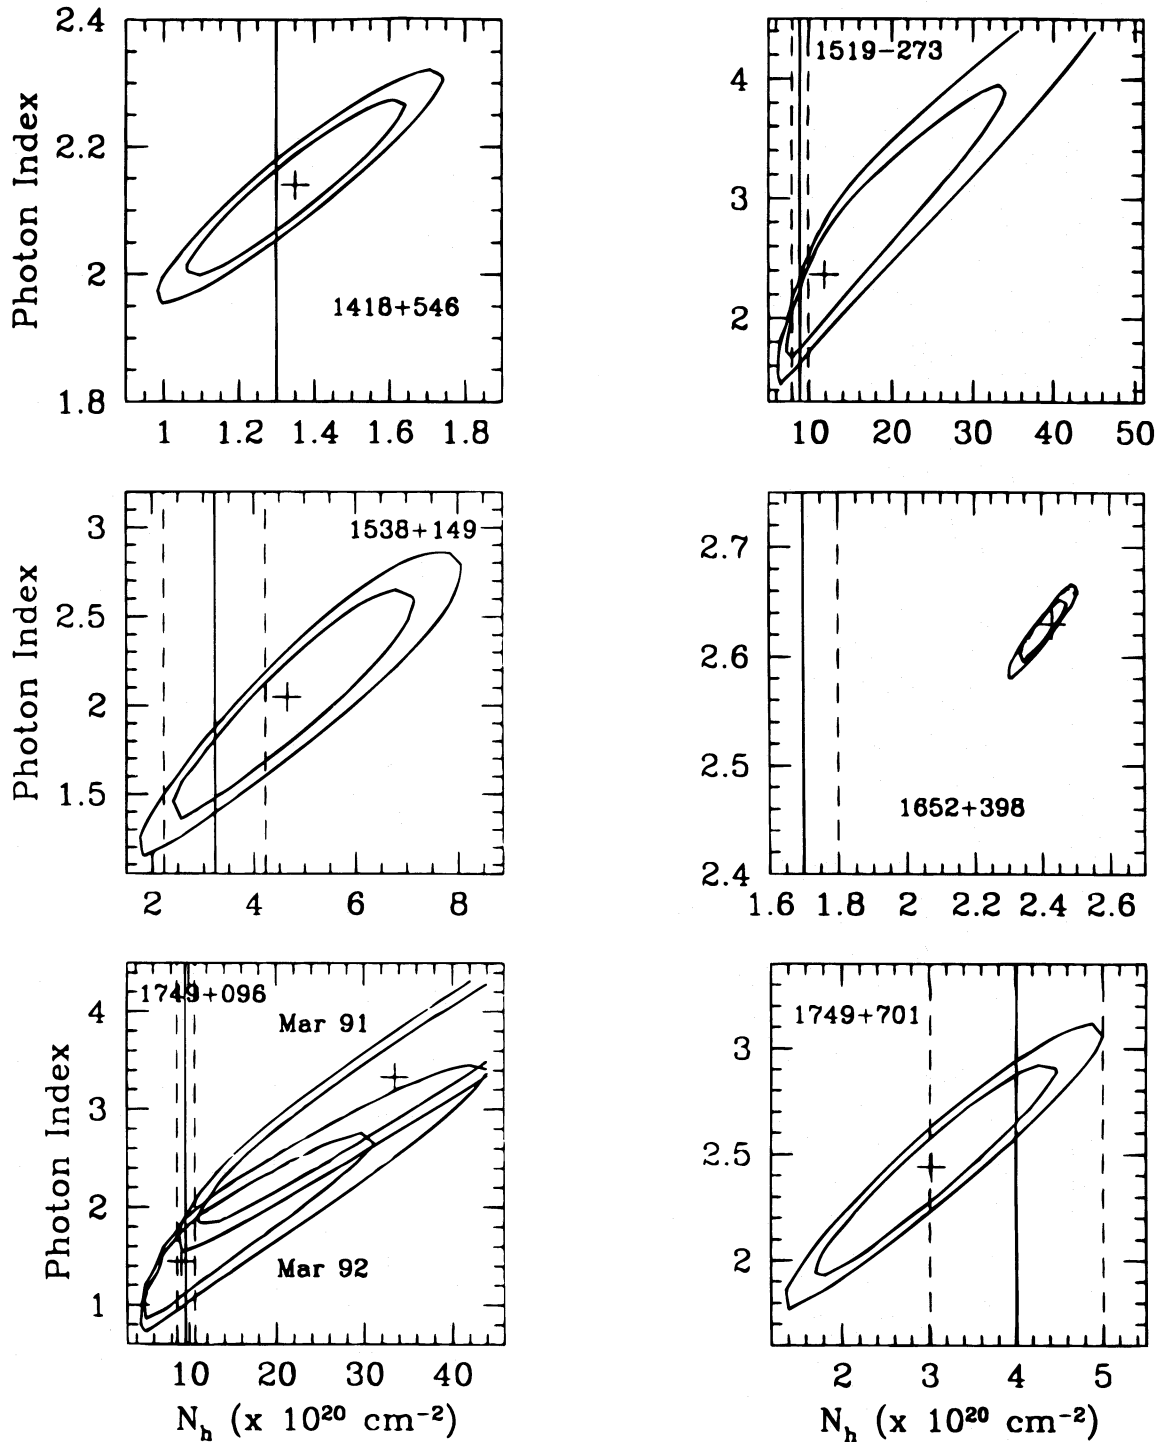 2.4
2.2
2
1.8
Photon Index
1418+546
1 1.2 1.4 1.6 1.8
4
3
2
1519-273
10 20 30 40 50
3
2.5
2
1.5
Photon Index
1538+149
2 4 6 8
2.7
2.6
2.5
2.4
1652+398
1.6 1.8 2 2.2 2.4 2.6
4
3
2
1
Photon Index
1749+096
Mar 91
Mar 92
10 20 30 40
N_h (x 10²⁰ cm⁻²)
3
2.5
2
1749+701
2 3 4 5
N_h (x 10²⁰ cm⁻²)